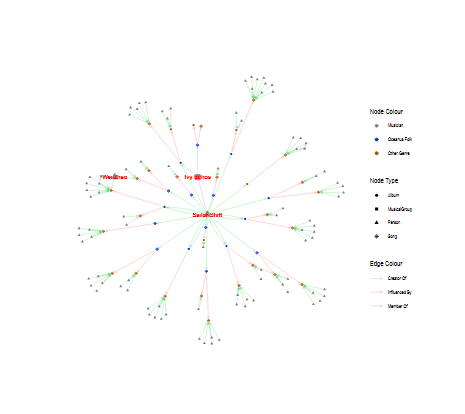 Node Colour
Musician
Oceanus Folk
Other Genre
Ivy Echos
Sailor Shift
Node Type
Album
MusicalGroup
Person
Song
Edge Colour
Creator Of
Influenced By
Member Of